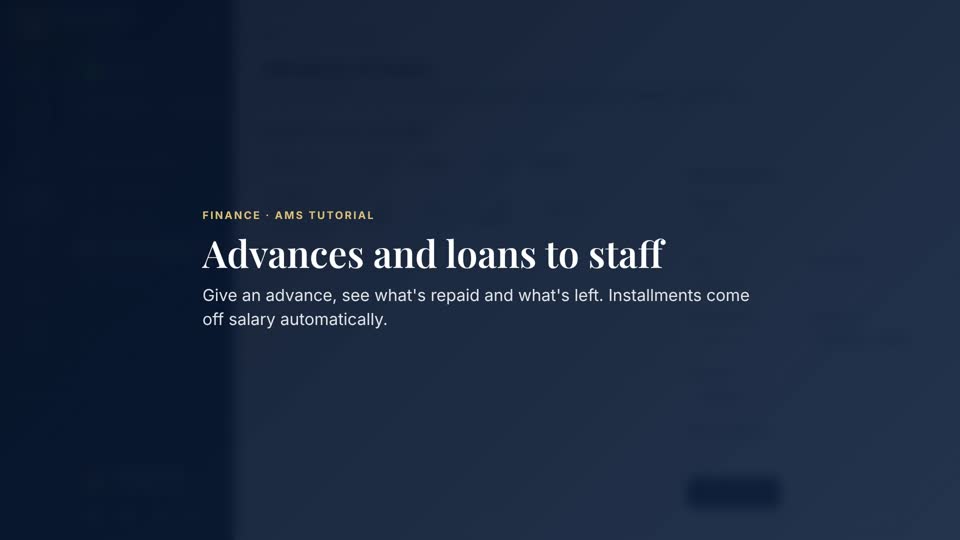 FINANCE · AMS TUTORIAL
Advances and loans to staff
Give an advance, see what's repaid and what's left. Installments come
off salary automatically.